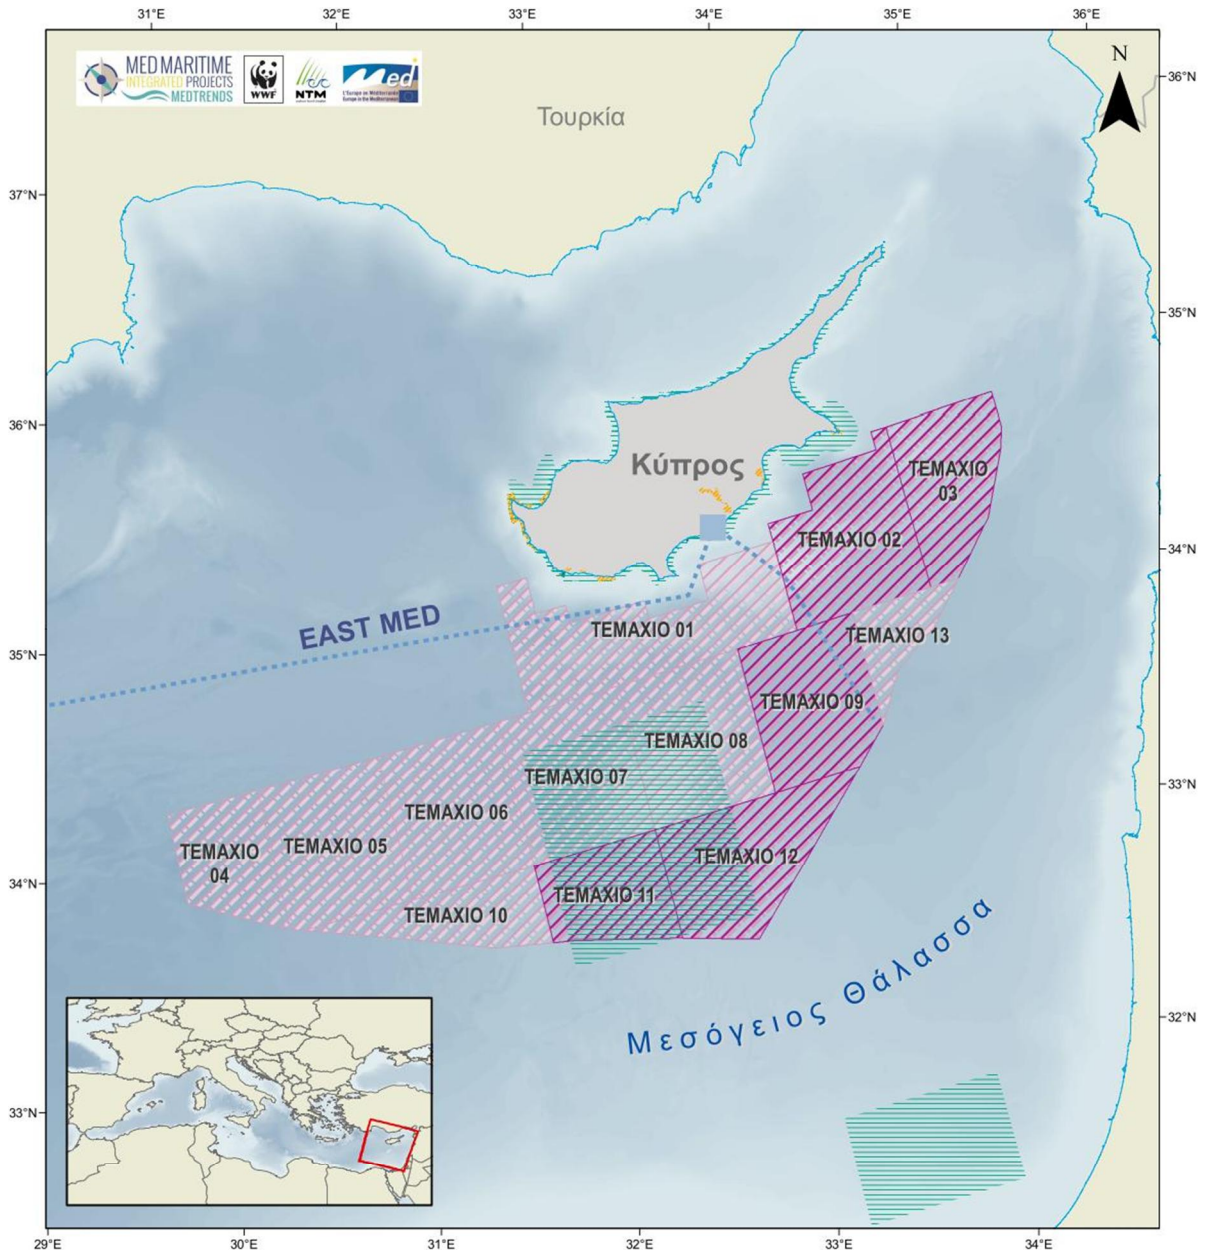 31°E
32°E
33°E
34°E
35°E
36°E
MED MARITIME
INTEGRATED PROJECTS
MEDTRENDS
WWF
NTM
Med
L'Europe en Méditerranée
Europe in the Mediterranean
N
36°N
Τουρκία
37°N
35°N
36°N
Κύπρος
ΤΕΜΑΧΙΟ
03
ΤΕΜΑΧΙΟ 02
34°N
EAST MED
ΤΕΜΑΧΙΟ 01
ΤΕΜΑΧΙΟ 13
35°N
ΤΕΜΑΧΙΟ 09
ΤΕΜΑΧΙΟ 08
ΤΕΜΑΧΙΟ 07
33°N
ΤΕΜΑΧΙΟ 06
ΤΕΜΑΧΙΟ 05
ΤΕΜΑΧΙΟ
04
ΤΕΜΑΧΙΟ 12
34°N
ΤΕΜΑΧΙΟ 11
ΤΕΜΑΧΙΟ 10
Μεσόγειος Θάλασσα
32°N
33°N
29°E
30°E
31°E
32°E
33°E
34°E